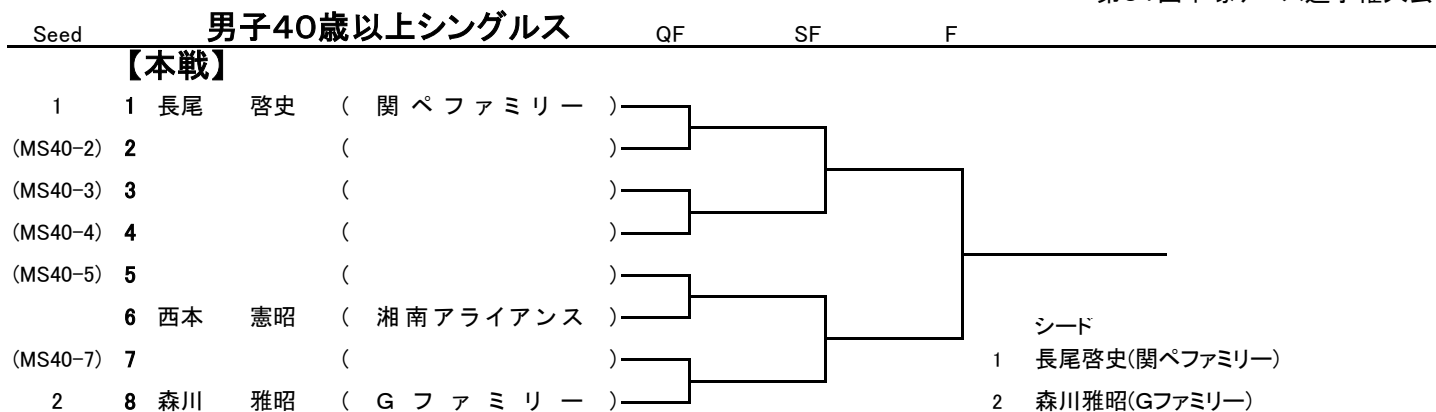 Seed 男子40歳以上シングルス QF SF F
【本戦】
1 1 長尾 啓史 ( 関ペファミリー )
(MS40-2) 2 ( )
(MS40-3) 3 ( )
(MS40-4) 4 ( )
(MS40-5) 5 ( )
6 西本 憲昭 ( 湘南アライアンス )
(MS40-7) 7 ( )
2 8 森川 雅昭 ( Gファミリー )
シード
1 長尾啓史(関ペファミリー)
2 森川雅昭(Gファミリー)